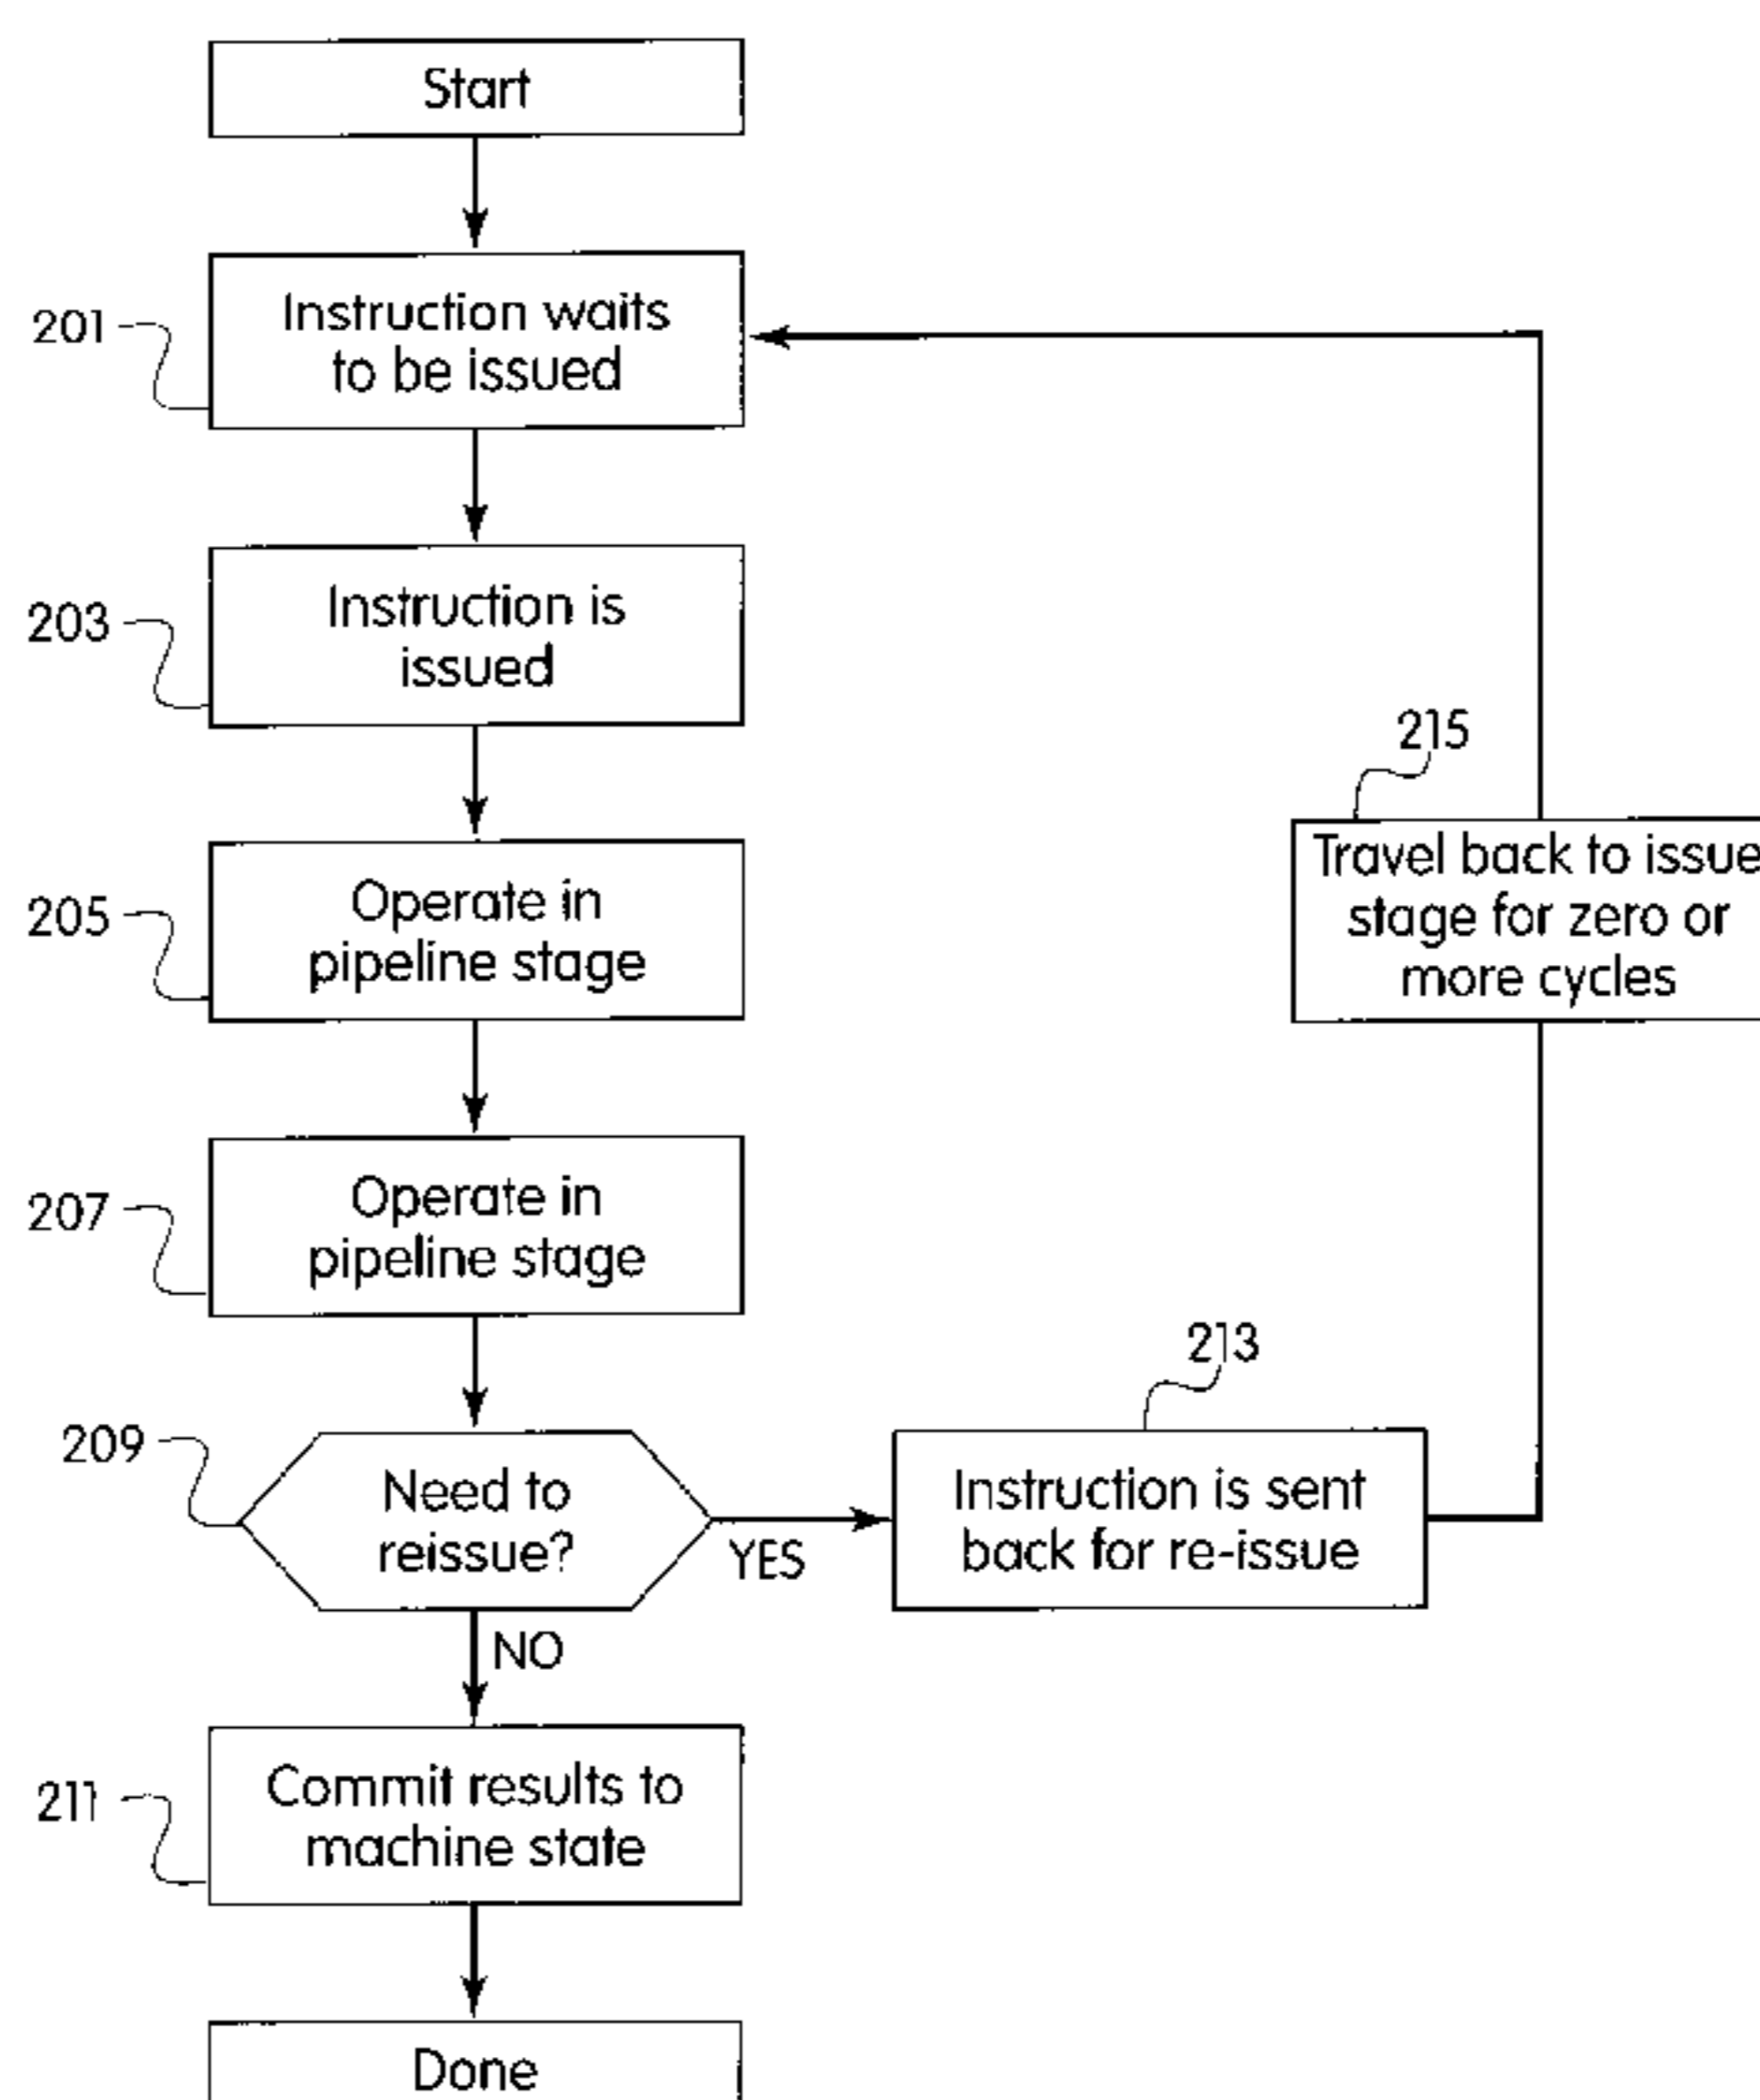 Start
201
Instruction waits
to be issued
203
Instruction is
issued
215
Travel back to issue
stage for zero or
more cycles
205
Operate in
pipeline stage
207
Operate in
pipeline stage
213
209
Need to
reissue?
YES
Instruction is sent
back for re-issue
NO
211
Commit results to
machine state
Done